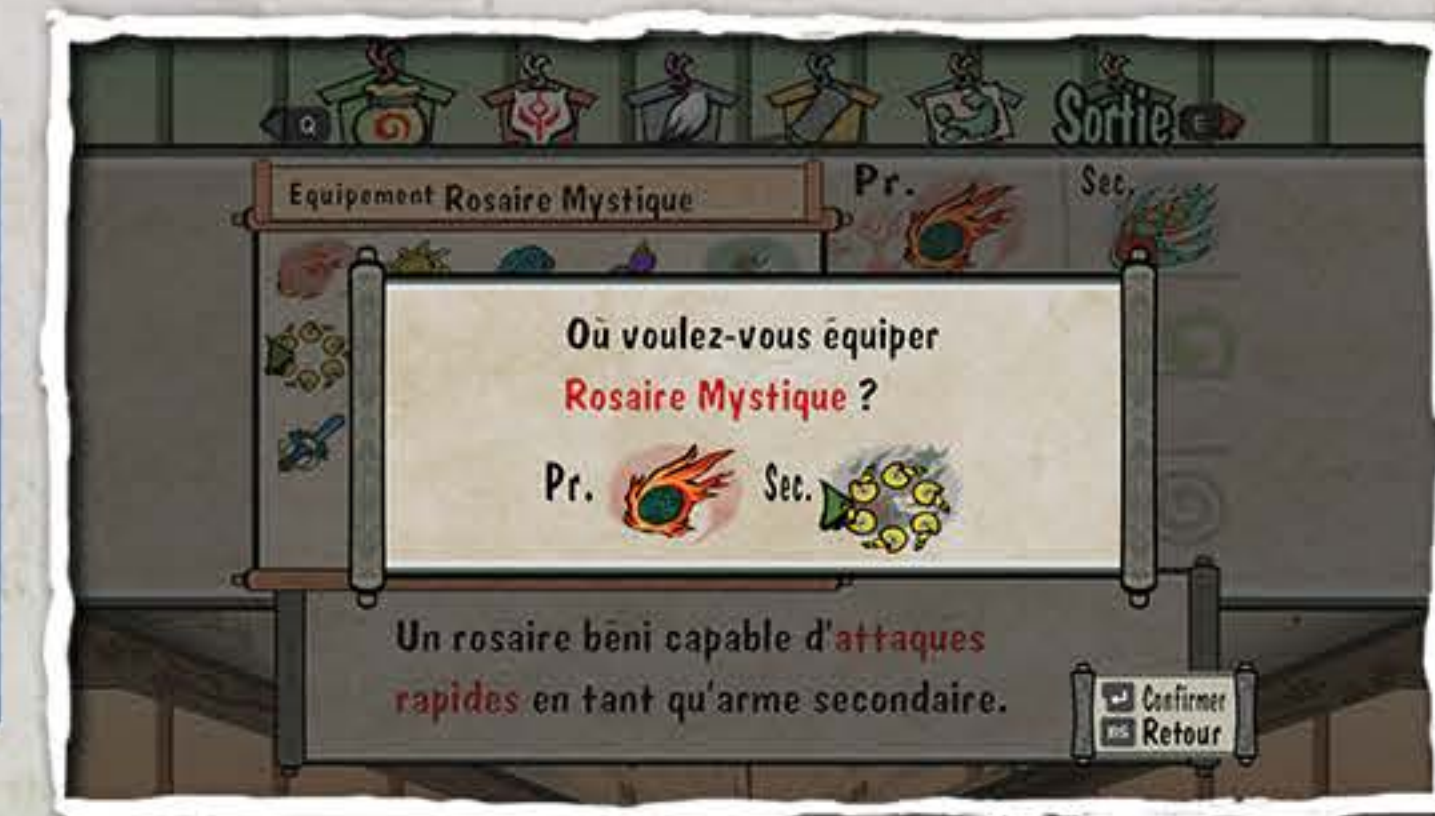 Q Sortie E
Equipement Rosaire Mystique
Pr. Sec.
Où voulez-vous équiper
Rosaire Mystique ?
Pr. Sec.
Un rosaire béni capable d'attaques
rapides en tant qu'arme secondaire.
Confirmer
BS Retour